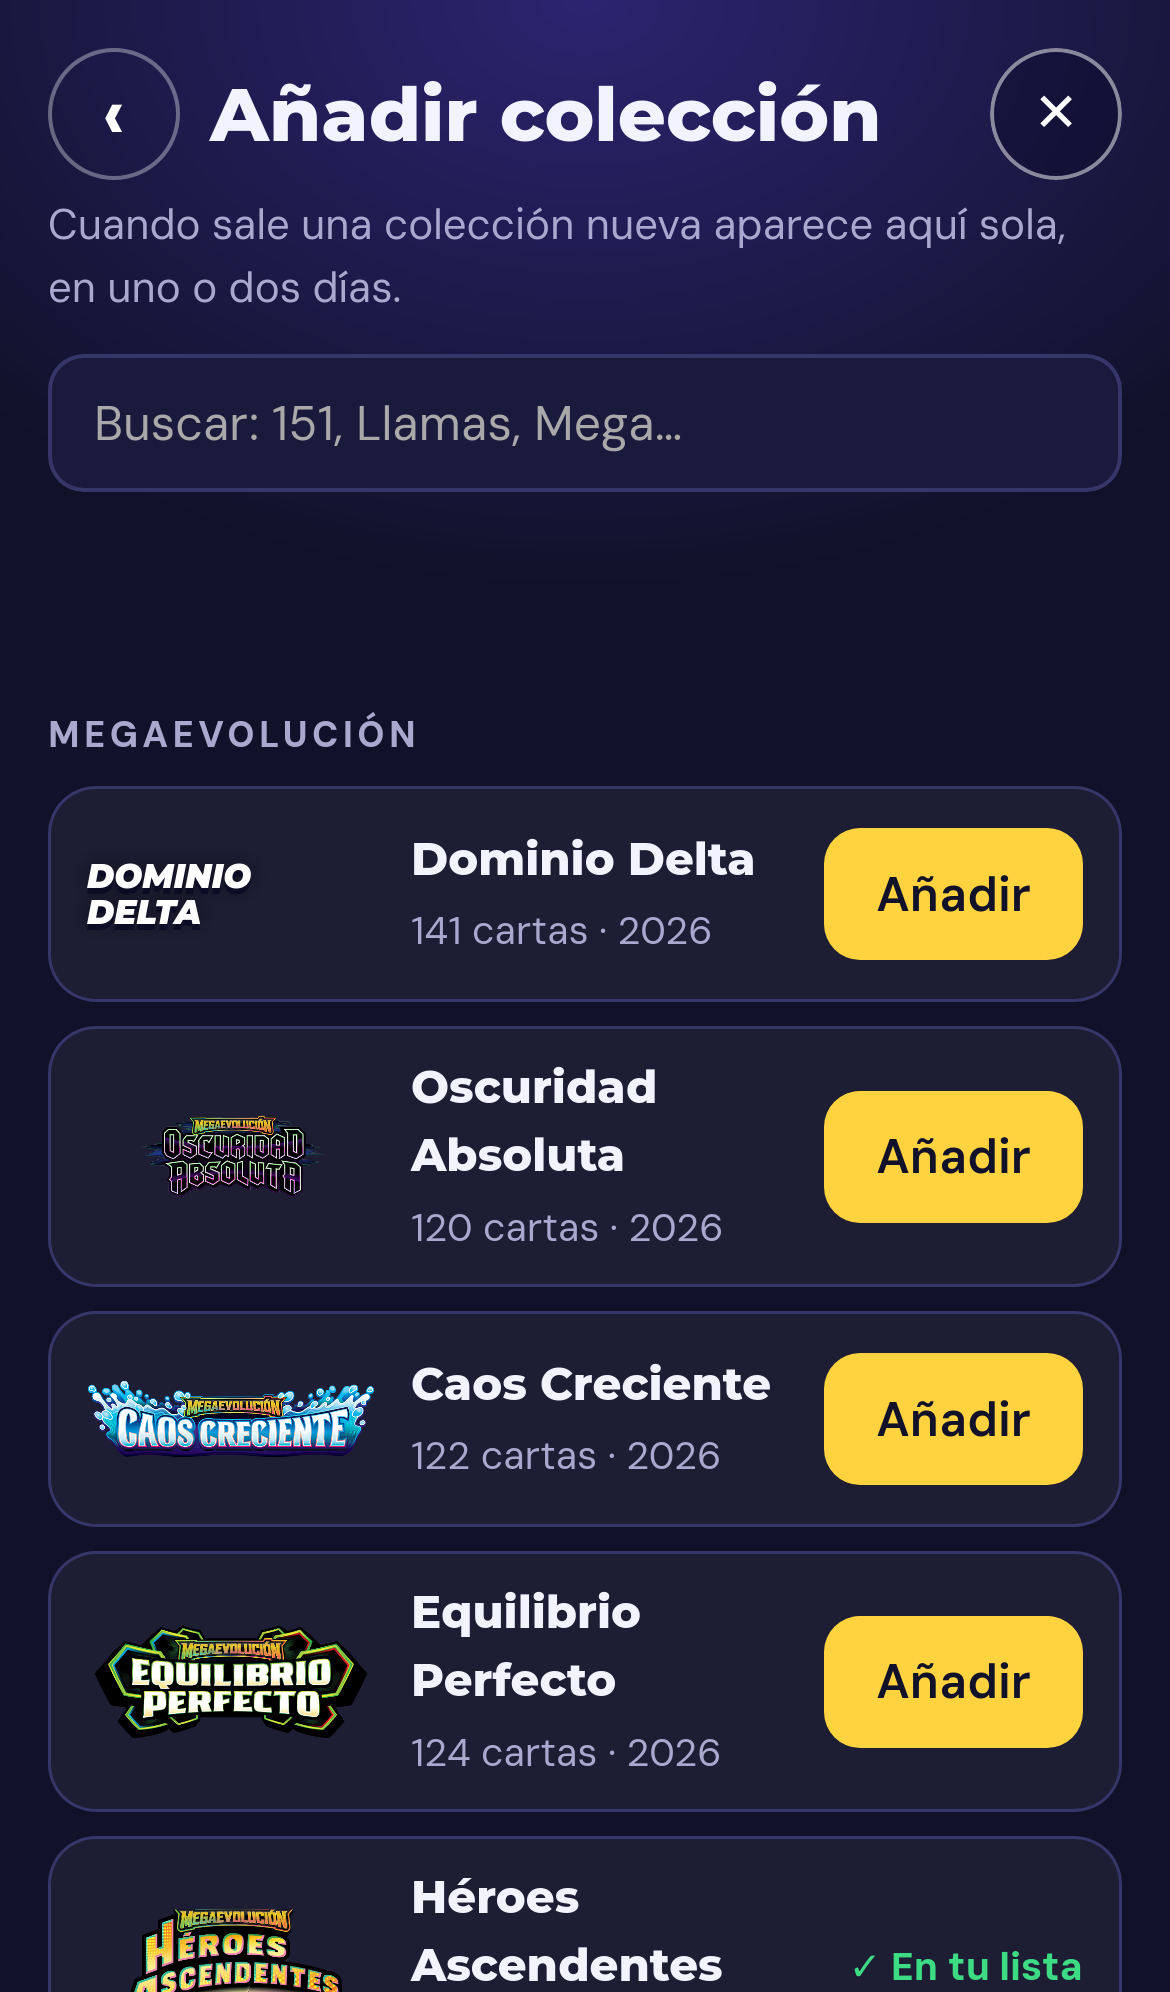 ‹ Añadir colección ✕
Cuando sale una colección nueva aparece aquí sola,
en uno o dos días.
Buscar: 151, Llamas, Mega...
MEGAEVOLUCIÓN
DOMINIO
DELTA
Dominio Delta
141 cartas · 2026
Añadir
MEGAEVOLUCIÓN
OSCURIDAD
ABSOLUTA
Oscuridad
Absoluta
120 cartas · 2026
Añadir
MEGAEVOLUCIÓN
CAOS CRECIENTE
Caos Creciente
122 cartas · 2026
Añadir
MEGAEVOLUCIÓN
EQUILIBRIO
PERFECTO
Equilibrio
Perfecto
124 cartas · 2026
Añadir
MEGAEVOLUCIÓN
HÉROES
ASCENDENTES
Héroes
Ascendentes
✓ En tu lista